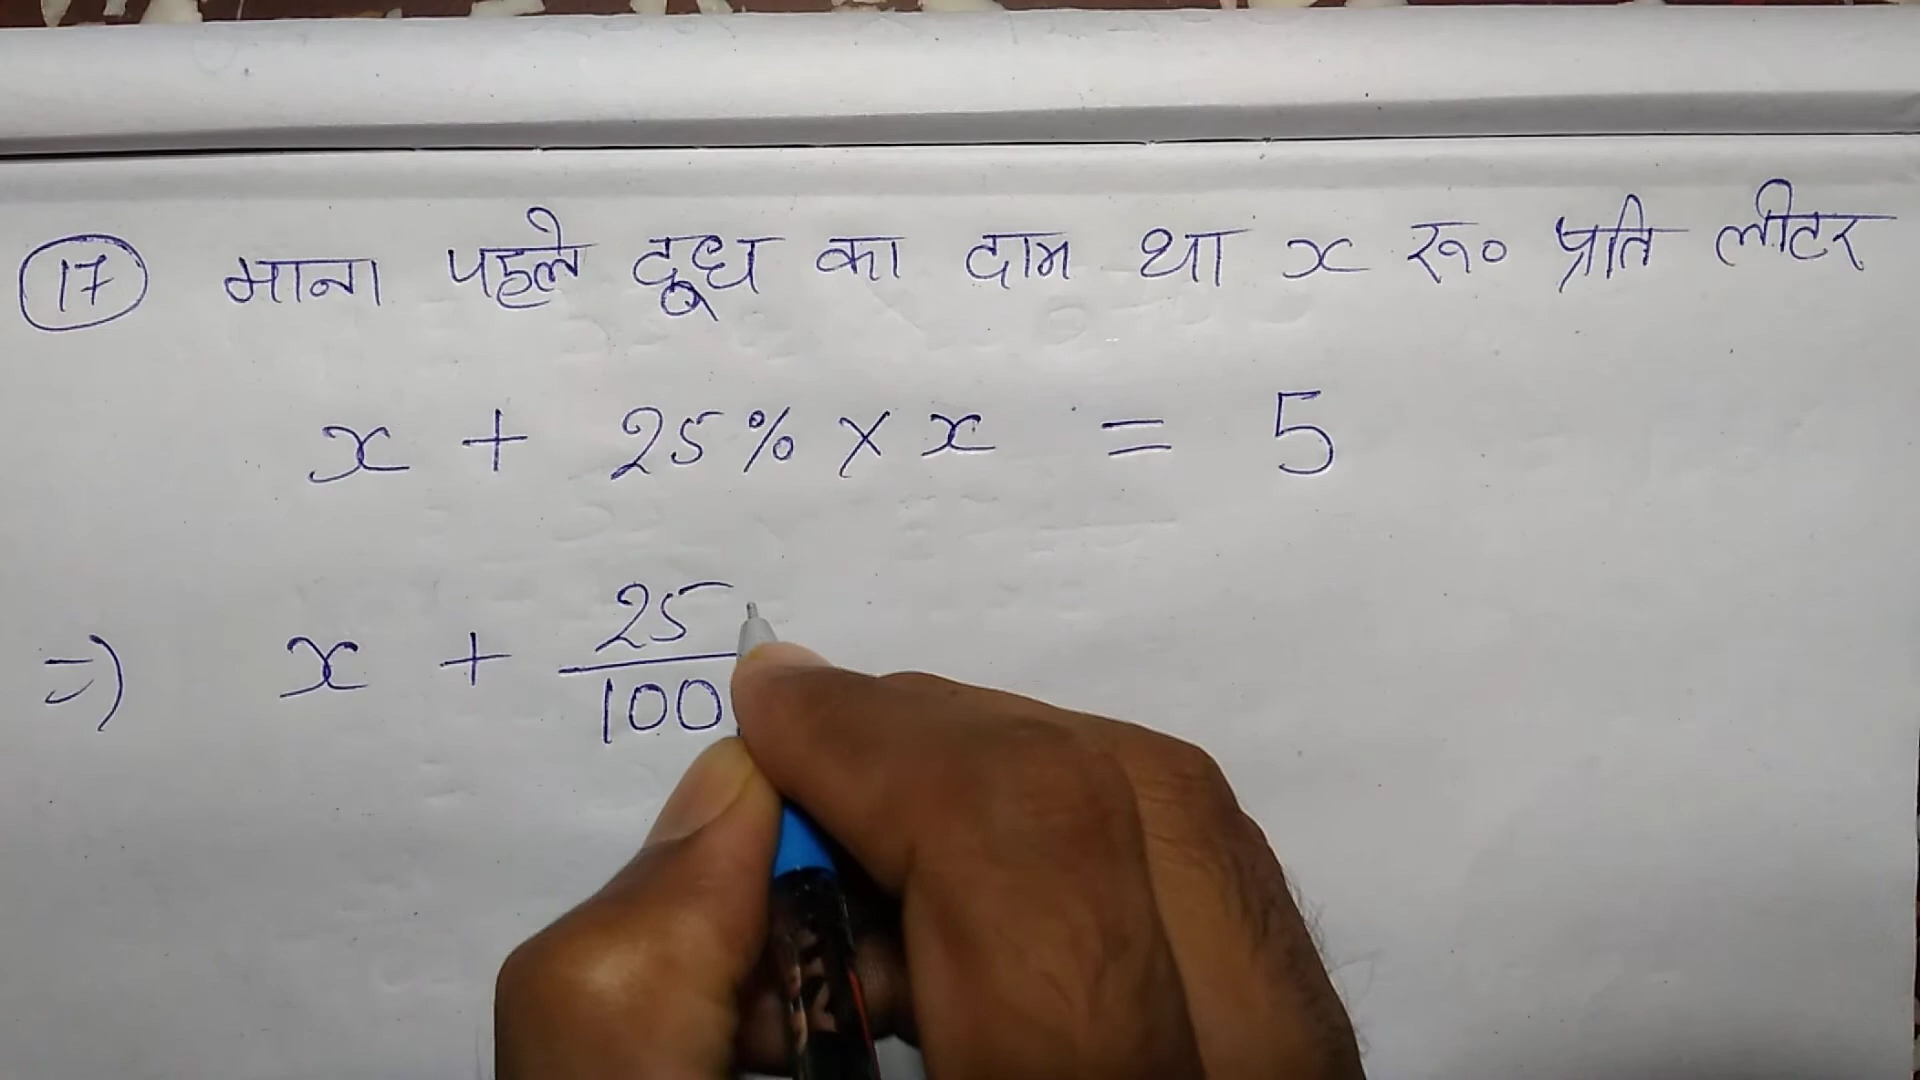 17 माना पहले दूध का दाम था x रू० प्रति लीटर
x + 25% × x = 5
=) x + 25/100